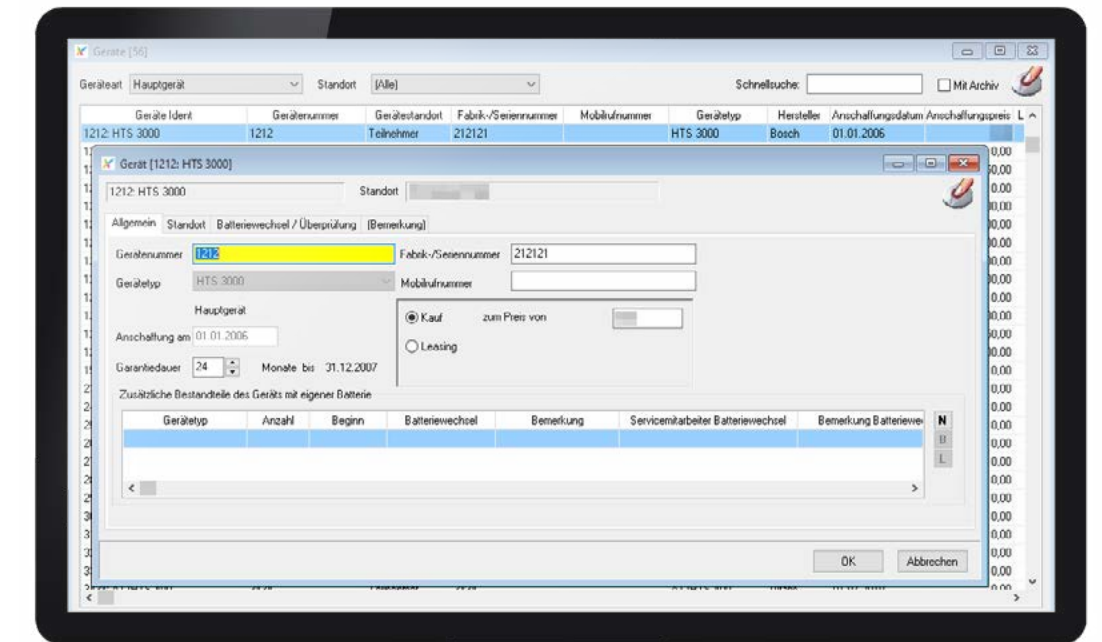 Geräte [56]
Geräteart Hauptgerät Standort (Alle) Schnellsuche: Mit Archiv
Geräte Ident Gerätenummer Gerätestandort Fabrik-/Seriennummer Mobilrufnummer Gerätetyp Hersteller Anschaffungsdatum Anschaffungspreis L
1212: HTS 3000 1212 Teilnehmer 212121 HTS 3000 Bosch 01.01.2006
Gerät [1212: HTS 3000]
1212: HTS 3000 Standort
Allgemein Standort Batteriewechsel / Überprüfung (Bemerkung)
Gerätenummer 1212 Fabrik-/Seriennummer 212121
Gerätetyp HTS 3000 Mobilrufnummer
Hauptgerät
Kauf zum Preis von
Anschaffung am 01.01.2006
Leasing
Garantiedauer 24 Monate bis 31.12.2007
Zusätzliche Bestandteile des Geräts mit eigener Batterie
Gerätetyp Anzahl Beginn Batteriewechsel Bemerkung Servicemitarbeiter Batteriewechsel Bemerkung Batteriewe
N
B
L
OK Abbrechen